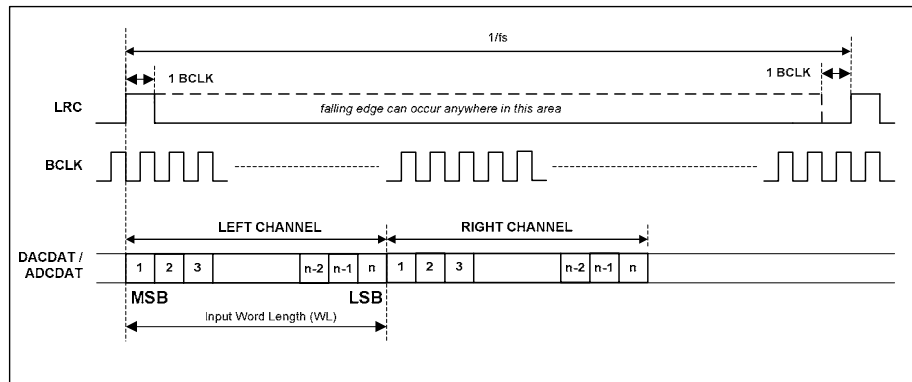 1/fs
1 BCLK
1 BCLK
LRC
falling edge can occur anywhere in this area
BCLK
LEFT CHANNEL
RIGHT CHANNEL
DACDAT /
ADCDAT
1 2 3 n-2 n-1 n 1 2 3 n-2 n-1 n
MSB
LSB
Input Word Length (WL)